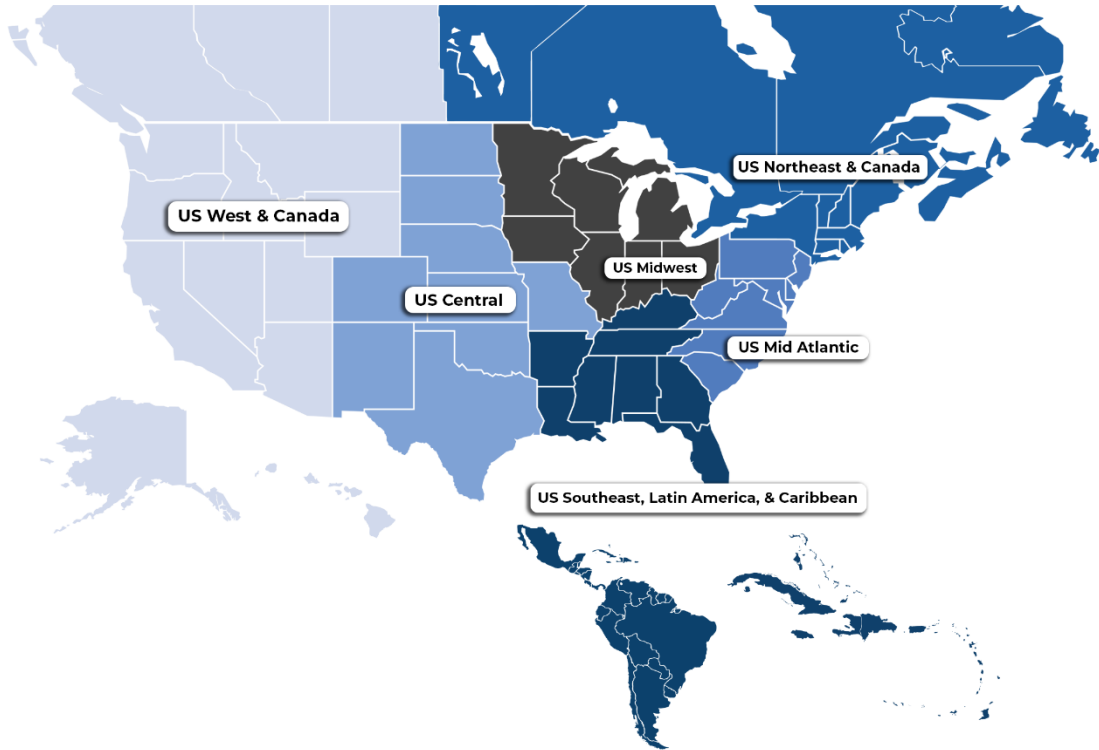 US Northeast & Canada
US West & Canada
US Midwest
US Central
US Mid Atlantic
US Southeast, Latin America, & Caribbean